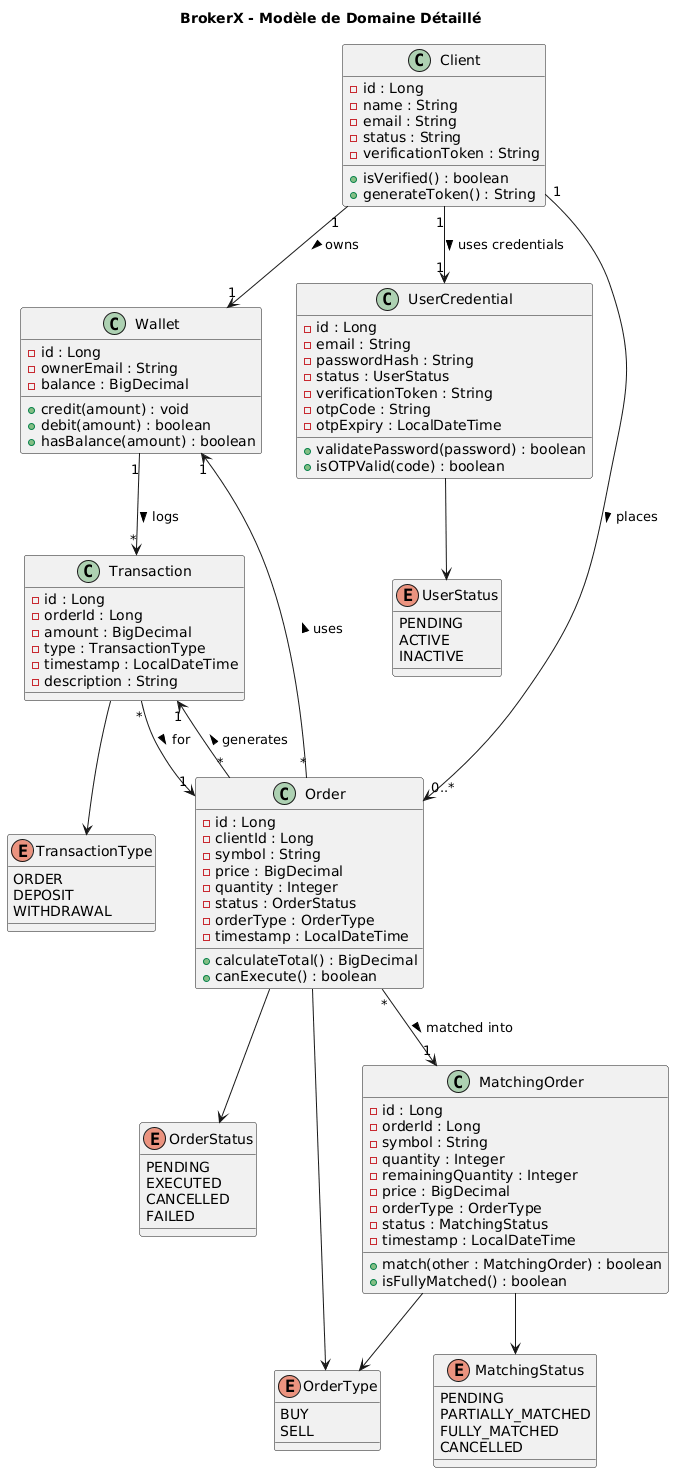 BrokerX - Modèle de Domaine Détaillé
C Client
id : Long
name : String
email : String
status : String
verificationToken : String
isVerified() : boolean
generateToken() : String
1
1
1
owns
uses credentials
1
1
C Wallet
id : Long
ownerEmail : String
balance : BigDecimal
credit(amount) : void
debit(amount) : boolean
hasBalance(amount) : boolean
C UserCredential
id : Long
email : String
passwordHash : String
status : UserStatus
verificationToken : String
otpCode : String
otpExpiry : LocalDateTime
validatePassword(password) : boolean
isOTPValid(code) : boolean
1
1
logs
places
*
C Transaction
id : Long
orderId : Long
amount : BigDecimal
type : TransactionType
timestamp : LocalDateTime
description : String
E UserStatus
PENDING
ACTIVE
INACTIVE
uses
*
1
for
generates
1
*
*
0..*
E TransactionType
ORDER
DEPOSIT
WITHDRAWAL
C Order
id : Long
clientId : Long
symbol : String
price : BigDecimal
quantity : Integer
status : OrderStatus
orderType : OrderType
timestamp : LocalDateTime
calculateTotal() : BigDecimal
canExecute() : boolean
*
matched into
1
E OrderStatus
PENDING
EXECUTED
CANCELLED
FAILED
C MatchingOrder
id : Long
orderId : Long
symbol : String
quantity : Integer
remainingQuantity : Integer
price : BigDecimal
orderType : OrderType
status : MatchingStatus
timestamp : LocalDateTime
match(other : MatchingOrder) : boolean
isFullyMatched() : boolean
E OrderType
BUY
SELL
E MatchingStatus
PENDING
PARTIALLY_MATCHED
FULLY_MATCHED
CANCELLED